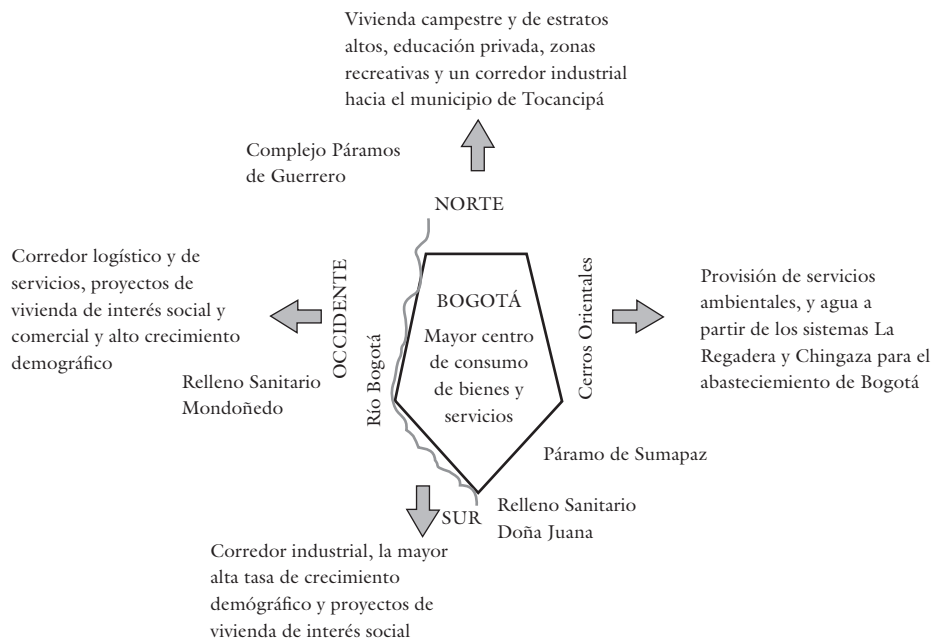 Vivienda campestre y de estratos
altos, educación privada, zonas
recreativas y un corredor industrial
hacia el municipio de Tocancipá
Complejo Páramos
de Guerrero
NORTE
Corredor logístico y de
servicios, proyectos de
vivienda de interés social y
comercial y alto crecimiento
demográfico
OCCIDENTE
Relleno Sanitario
Mondoñedo
Río Bogotá
BOGOTÁ
Mayor centro
de consumo
de bienes y
servicios
Cerros Orientales
Provisión de servicios
ambientales, y agua a
partir de los sistemas La
Regadera y Chingaza para el
abasteciemiento de Bogotá
Páramo de Sumapaz
SUR
Relleno Sanitario
Doña Juana
Corredor industrial, la mayor
alta tasa de crecimiento
demógráfico y proyectos de
vivienda de interés social